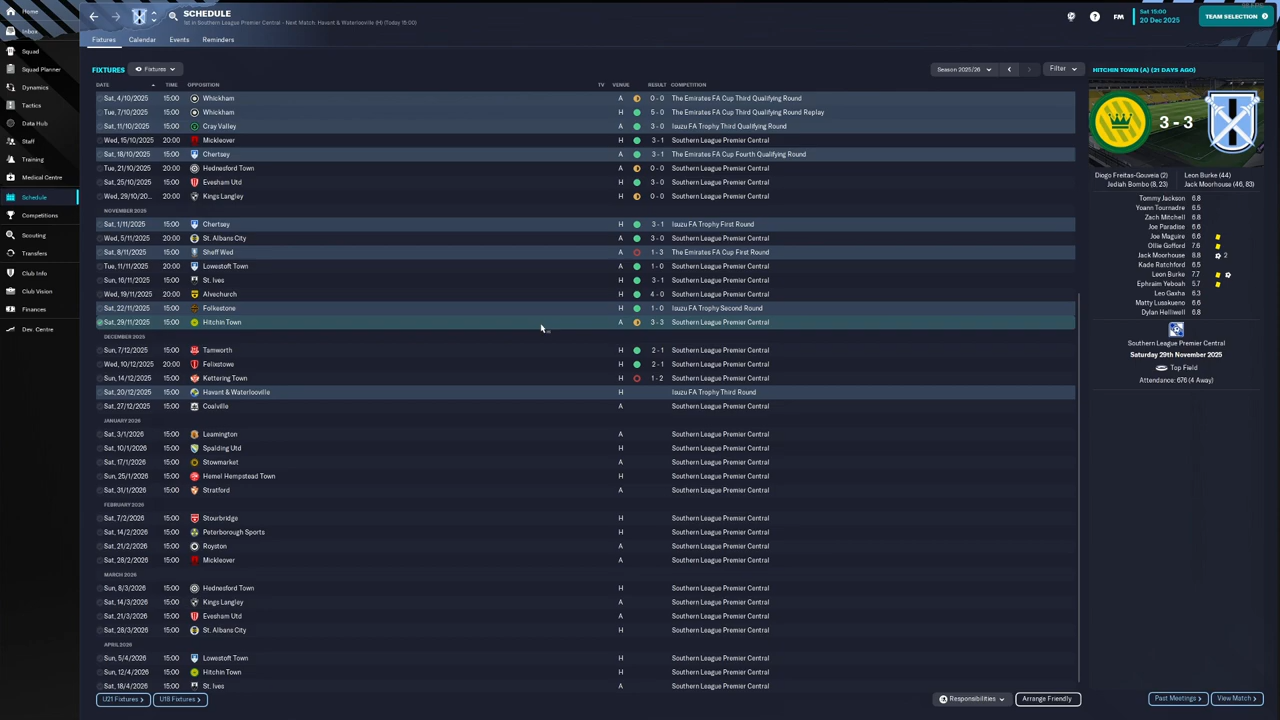 Home
Inbox
Squad
Squad Planner
Dynamics
Tactics
Data Hub
Staff
Training
Medical Centre
Schedule
Competitions
Scouting
Transfers
Club Info
Club Vision
Finances
Dev. Centre
SCHEDULE
1st in Southern League Premier Central - Next Match, Havant & Waterlooville (H) (Today 15:00)
FM
Sat 15:00
20 Dec 2025
TEAM SELECTION
Fixtures Calendar Events Reminders
FIXTURES Fixtures Season 2025/26 Filter
DATE TIME OPPOSITION TV VENUE RESULT COMPETITION
Sat, 4/10/2025 15:00 Whickham A 0 - 0 The Emirates FA Cup Third Qualifying Round
Tue, 7/10/2025 15:00 Whickham H 5 - 0 The Emirates FA Cup Third Qualifying Round Replay
Sat, 11/10/2025 15:00 Cray Valley A 3 - 0 Isuzu FA Trophy Third Qualifying Round
Wed, 15/10/2025 20:00 Mickleover H 3 - 1 Southern League Premier Central
Sat, 18/10/2025 15:00 Chertsey A 3 - 1 The Emirates FA Cup Fourth Qualifying Round
Tue, 21/10/2025 20:00 Hednesford Town A 0 - 0 Southern League Premier Central
Sat, 25/10/2025 15:00 Evesham Utd H 3 - 0 Southern League Premier Central
Wed, 29/10/20... 20:00 Kings Langley H 0 - 0 Southern League Premier Central
NOVEMBER 2025
Sat, 1/11/2025 15:00 Chertsey H 3 - 1 Isuzu FA Trophy First Round
Wed, 5/11/2025 20:00 St. Albans City A 3 - 0 Southern League Premier Central
Sat, 8/11/2025 15:00 Sheff Wed A 1 - 3 The Emirates FA Cup First Round
Tue, 11/11/2025 20:00 Lowestoft Town A 1 - 0 Southern League Premier Central
Sun, 16/11/2025 15:00 St. Ives H 3 - 1 Southern League Premier Central
Wed, 19/11/2025 20:00 Alvechurch H 4 - 0 Southern League Premier Central
Sat, 22/11/2025 15:00 Folkestone H 1 - 0 Isuzu FA Trophy Second Round
Sat, 29/11/2025 15:00 Hitchin Town A 3 - 3 Southern League Premier Central
DECEMBER 2025
Sun, 7/12/2025 15:00 Tamworth H 2 - 1 Southern League Premier Central
Wed, 10/12/2025 20:00 Felixstowe H 2 - 1 Southern League Premier Central
Sun, 14/12/2025 15:00 Kettering Town H 1 - 2 Southern League Premier Central
Sat, 20/12/2025 15:00 Havant & Waterlooville H Isuzu FA Trophy Third Round
Sat, 27/12/2025 15:00 Coalville A Southern League Premier Central
JANUARY 2026
Sat, 3/1/2026 15:00 Leamington A Southern League Premier Central
Sat, 10/1/2026 15:00 Spalding Utd H Southern League Premier Central
Sat, 17/1/2026 15:00 Stowmarket A Southern League Premier Central
Sun, 25/1/2026 15:00 Hemel Hempstead Town H Southern League Premier Central
Sat, 31/1/2026 15:00 Stratford A Southern League Premier Central
FEBRUARY 2026
Sat, 7/2/2026 15:00 Stourbridge H Southern League Premier Central
Sat, 14/2/2026 15:00 Peterborough Sports H Southern League Premier Central
Sat, 21/2/2026 15:00 Royston A Southern League Premier Central
Sat, 28/2/2026 15:00 Mickleover A Southern League Premier Central
MARCH 2026
Sun, 8/3/2026 15:00 Hednesford Town H Southern League Premier Central
Sat, 14/3/2026 15:00 Kings Langley A Southern League Premier Central
Sat, 21/3/2026 15:00 Evesham Utd A Southern League Premier Central
Sat, 28/3/2026 15:00 St. Albans City H Southern League Premier Central
APRIL 2026
Sun, 5/4/2026 15:00 Lowestoft Town H Southern League Premier Central
Sun, 12/4/2026 15:00 Hitchin Town H Southern League Premier Central
Sat, 18/4/2026 15:00 St. Ives A Southern League Premier Central
U21 Fixtures U18 Fixtures Responsibilities Arrange Friendly
HITCHIN TOWN (A) (21 DAYS AGO)
3 - 3
Diogo Freitas-Gouveia (2) Leon Burke (44)
Jediah Bombo (8, 23) Jack Moorhouse (46, 83)
Tommy Jackson 6.8
Yoann Tournadre 6.5
Zach Mitchell 6.8
Joe Paradise 6.6
Joe Maguire 6.6
Ollie Gofford 7.6
Jack Moorhouse 8.8 2
Kade Ratchford 6.5
Leon Burke 7.7
Ephraim Yeboah 5.7
Leo Gaxha 6.3
Matty Lusskueno 6.6
Dylan Helliwell 6.8
Southern League Premier Central
Saturday 29th November 2025
Top Field
Attendance: 676 (4 Away)
Past Meetings View Match